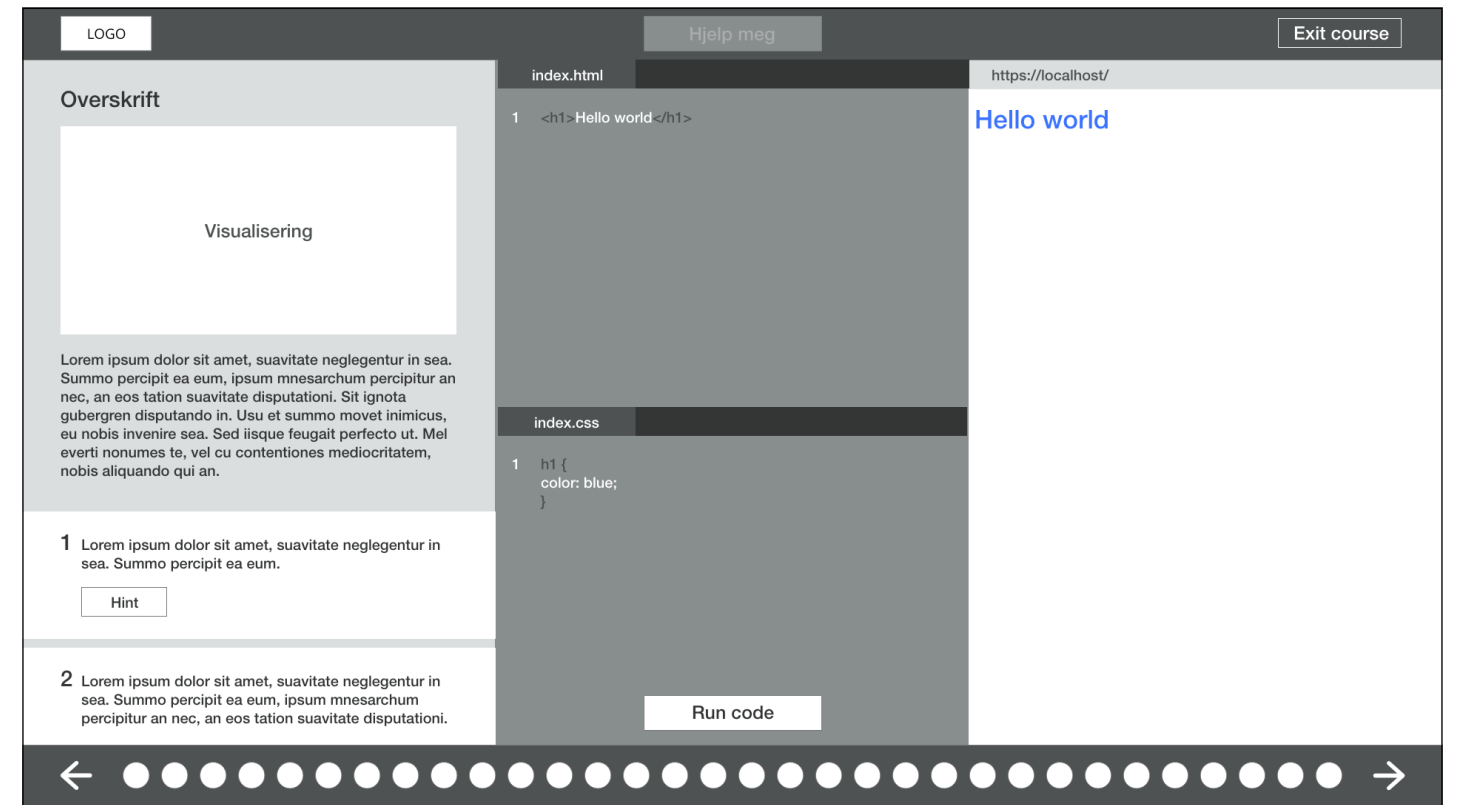 LOGO
Hjelp meg
Exit course
Overskrift
Visualisering
Lorem ipsum dolor sit amet, suavitate neglegentur in sea.
Summo percipit ea eum, ipsum mnesarchum percipitur an
nec, an eos tation suavitate disputationi. Sit ignota
gubergren disputando in. Usu et summo movet inimicus,
eu nobis invenire sea. Sed iisque feugait perfecto ut. Mel
everti nonumes te, vel cu contentiones mediocritatem,
nobis aliquando qui an.
1 Lorem ipsum dolor sit amet, suavitate neglegentur in
sea. Summo percipit ea eum.
Hint
2 Lorem ipsum dolor sit amet, suavitate neglegentur in
sea. Summo percipit ea eum, ipsum mnesarchum
percipitur an nec, an eos tation suavitate disputationi.
index.html
1 <h1>Hello world</h1>
index.css
1 h1 {
color: blue;
}
Run code
https://localhost/
Hello world